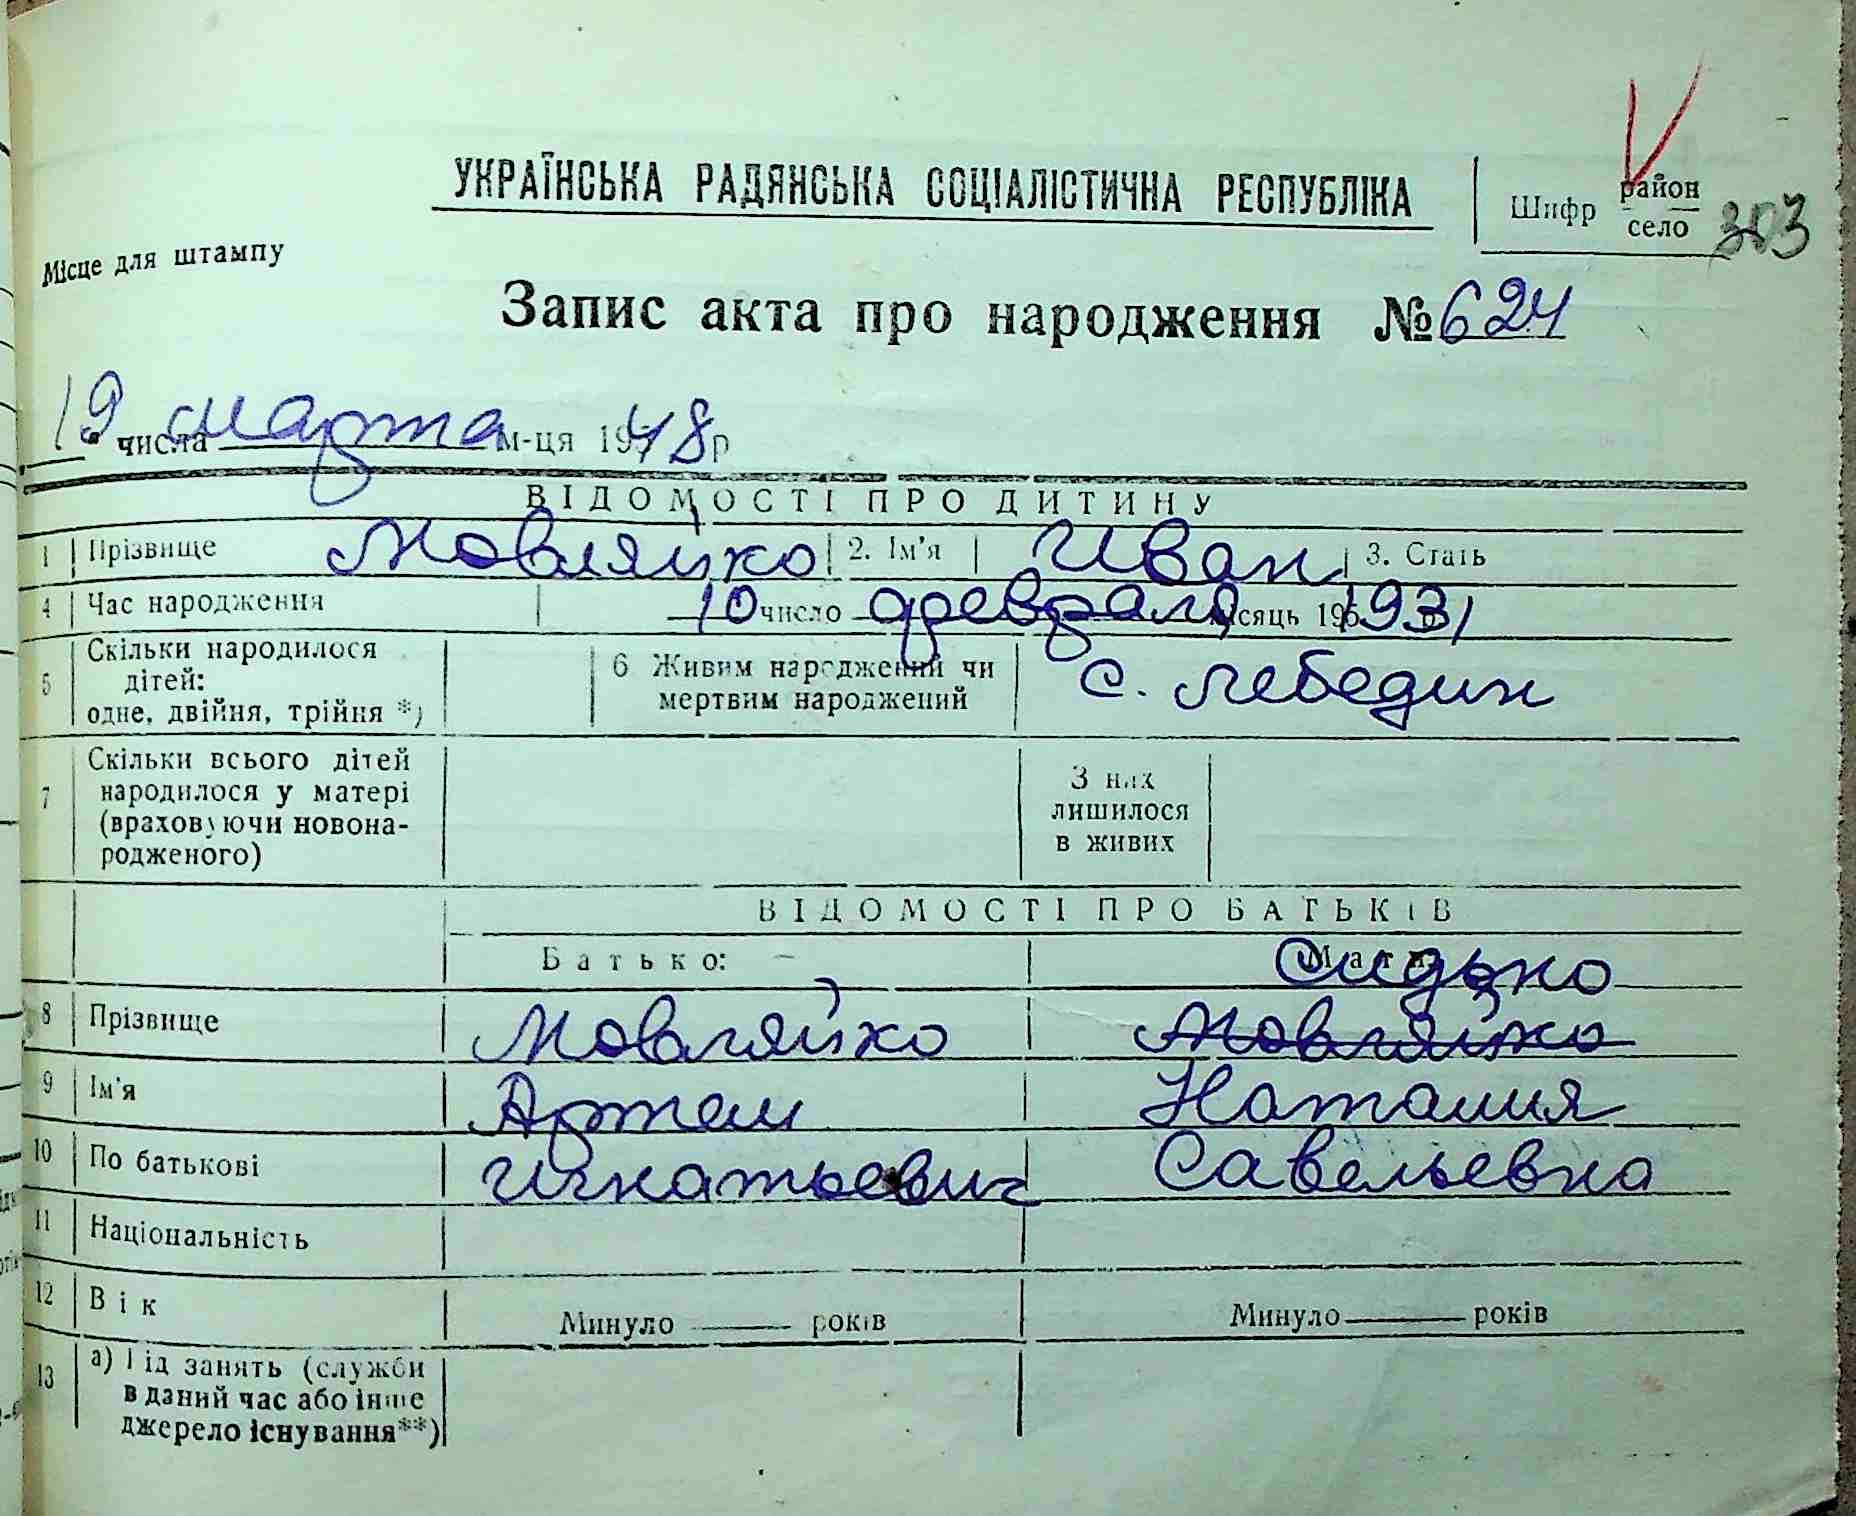 УКРАЇНСЬКА РАДЯНСЬКА СОЦІАЛІСТИЧНА РЕСПУБЛІКА
Шифр район село 303
Місце для штампу
Запис акта про народження № 624
19 числа марта м-ця 1948 р
ВІДОМОСТІ ПРО ДИТИНУ
1 Прізвище Мовляйко 2. Ім'я Иван 3. Стать
4 Час народження 10 число февраля місяць 1931
5 Скільки народилося дітей: одне, двійня, трійня *)
6 Живим народжений чи мертвим народжений с. Лебедин
7 Скільки всього дітей народилося у матері (враховуючи новонародженого)
З них лишилося в живих
ВІДОМОСТІ ПРО БАТЬКІВ
Батько: Мати
Сидько
8 Прізвище Мовляйко Мовляйко
9 Ім'я Артем Наталия
10 По батькові Игнатьевич Савельевна
11 Національність
12 Вік Минуло років Минуло років
13 а) Рід занять (служби в даний час або інше джерело існування**)